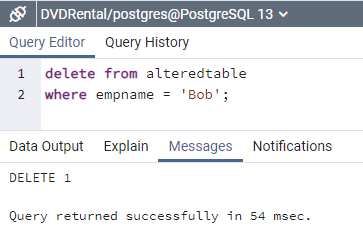 DVDRental/postgres@PostgreSQL 13
Query Editor Query History
1 delete from alteredtable
2 where empname = 'Bob';
Data Output Explain Messages Notifications
DELETE 1
Query returned successfully in 54 msec.